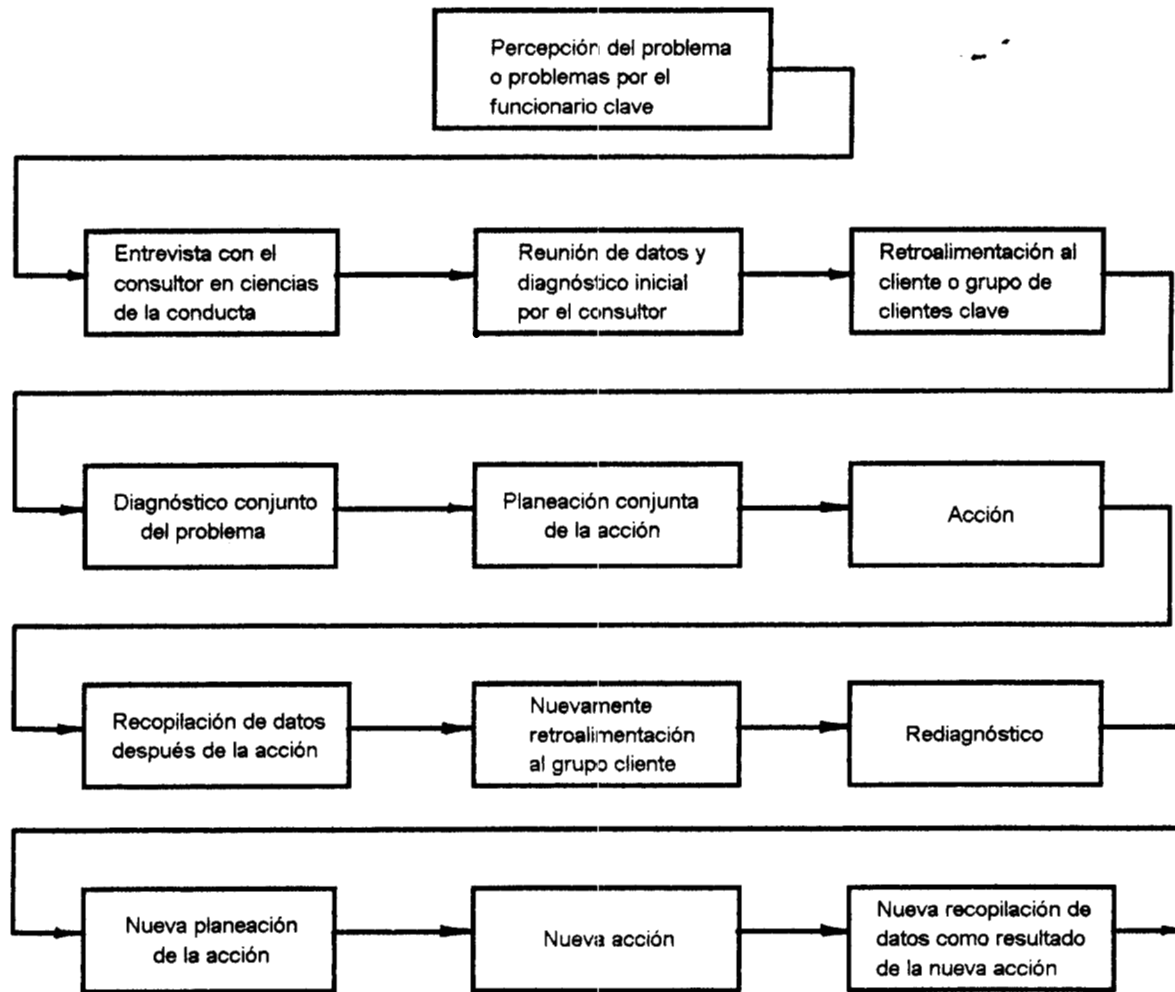 Percepción del problema
o problemas por el
funcionario clave
Entrevista con el
consultor en ciencias
de la conducta
Reunión de datos y
diagnóstico inicial
por el consultor
Retroalimentación al
cliente o grupo de
clientes clave
Diagnóstico conjunto
del problema
Planeación conjunta
de la acción
Acción
Recopilación de datos
después de la acción
Nuevamente
retroalimentación
al grupo cliente
Rediagnóstico
Nueva planeación
de la acción
Nueva acción
Nueva recopilación de
datos como resultado
de la nueva acción